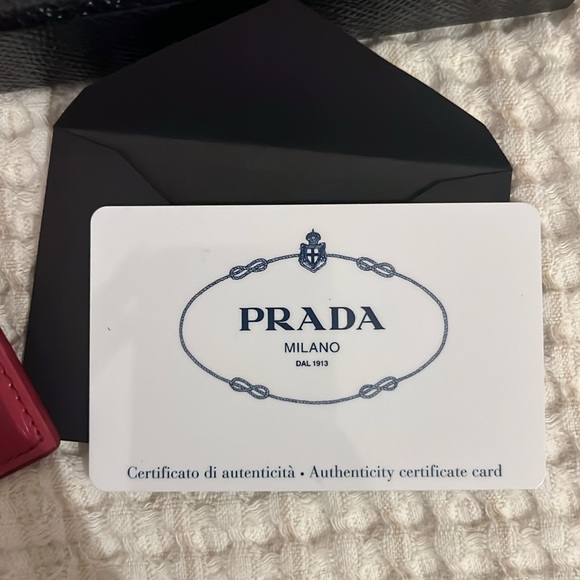 PRADA
MILANO
DAL 1913
Certificato di autenticità • Authenticity certificate card